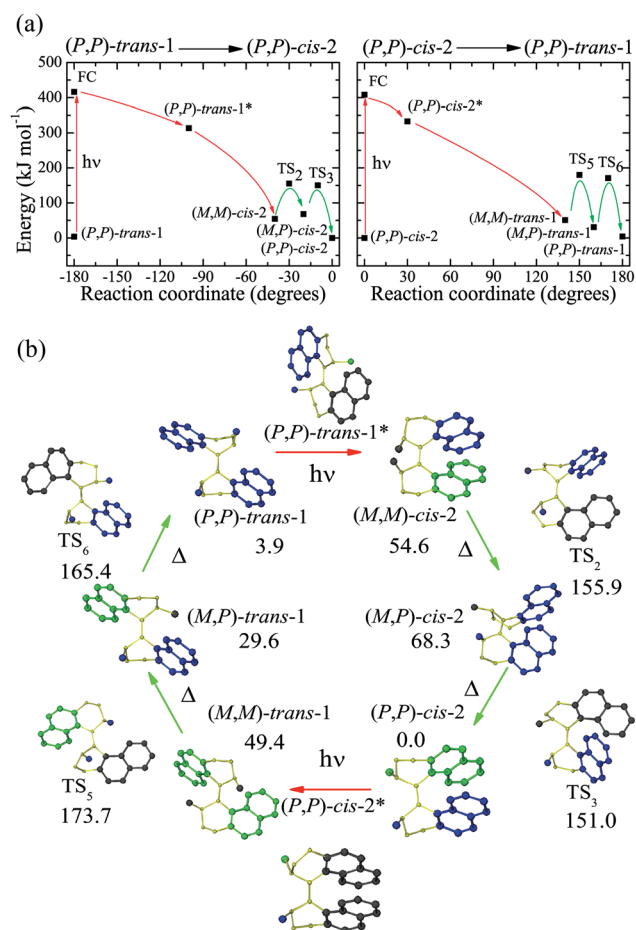 (a)
(P,P)-trans-1 → (P,P)-cis-2
(P,P)-cis-2 → (P,P)-trans-1
Energy (kJ mol⁻¹)
500
400
300
200
100
0
-100
FC
hν
(P,P)-trans-1
(P,P)-trans-1*
(M,M)-cis-2
TS₂
TS₃
(M,P)-cis-2
(P,P)-cis-2
-180 -150 -120 -90 -60 -30 0
Reaction coordinate (degrees)
FC
hν
(P,P)-cis-2
(P,P)-cis-2*
(M,M)-trans-1
TS₅
TS₆
(M,P)-trans-1
(P,P)-trans-1
0 30 60 90 120 150 180
Reaction coordinate (degrees)
(b)
(P,P)-trans-1*
hν
(P,P)-trans-1
3.9
(M,M)-cis-2
54.6
TS₆
165.4
Δ
Δ
TS₂
155.9
(M,P)-trans-1
29.6
(M,P)-cis-2
68.3
Δ
Δ
(M,M)-trans-1
49.4
(P,P)-cis-2
0.0
hν
(P,P)-cis-2*
TS₅
173.7
TS₃
151.0